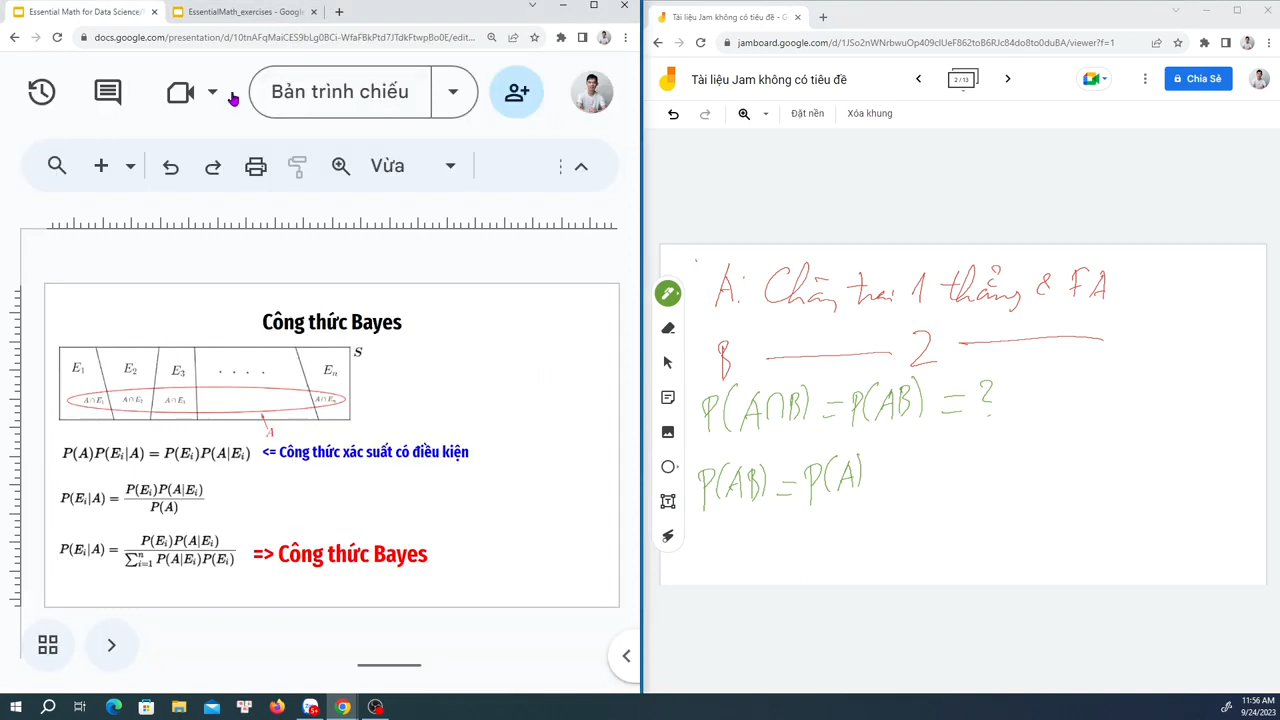 Essential Math for Data Science/
EssentialMath_exercises - Google
docs.google.com/presentation/d/10tnAFqMaiCES9bLg0BCi-WfaFBkPtd7JTdkFtwpBo0E/edit...
Bản trình chiếu
Vừa
Công thức Bayes
E₁ E₂ E₃ . . . . Eₙ S
A∩E₁ A∩E₂ A∩E₃ A∩Eₙ
A
P(A)P(Eᵢ|A) = P(Eᵢ)P(A|Eᵢ) <= Công thức xác suất có điều kiện
P(Eᵢ|A) = P(Eᵢ)P(A|Eᵢ) / P(A)
P(Eᵢ|A) = P(Eᵢ)P(A|Eᵢ) / ∑ⁿᵢ₌₁ P(A|Eᵢ)P(Eᵢ) => Công thức Bayes
Tài liệu Jam không có tiêu đề
jamboard.google.com/d/1JSo2nWNrbwuOp409clUeF862toB6RJc84do8to0duBA/viewer?f=1
Tài liệu Jam không có tiêu đề
2 / 13
Chia Sẻ
Đặt nền Xóa khung
A: Chân trai 1 thẳng & FA
B ——— 2 ———
P(A∩B) = P(AB) = ?
P(AB) = P(A)
5+
11:56 AM
9/24/2023